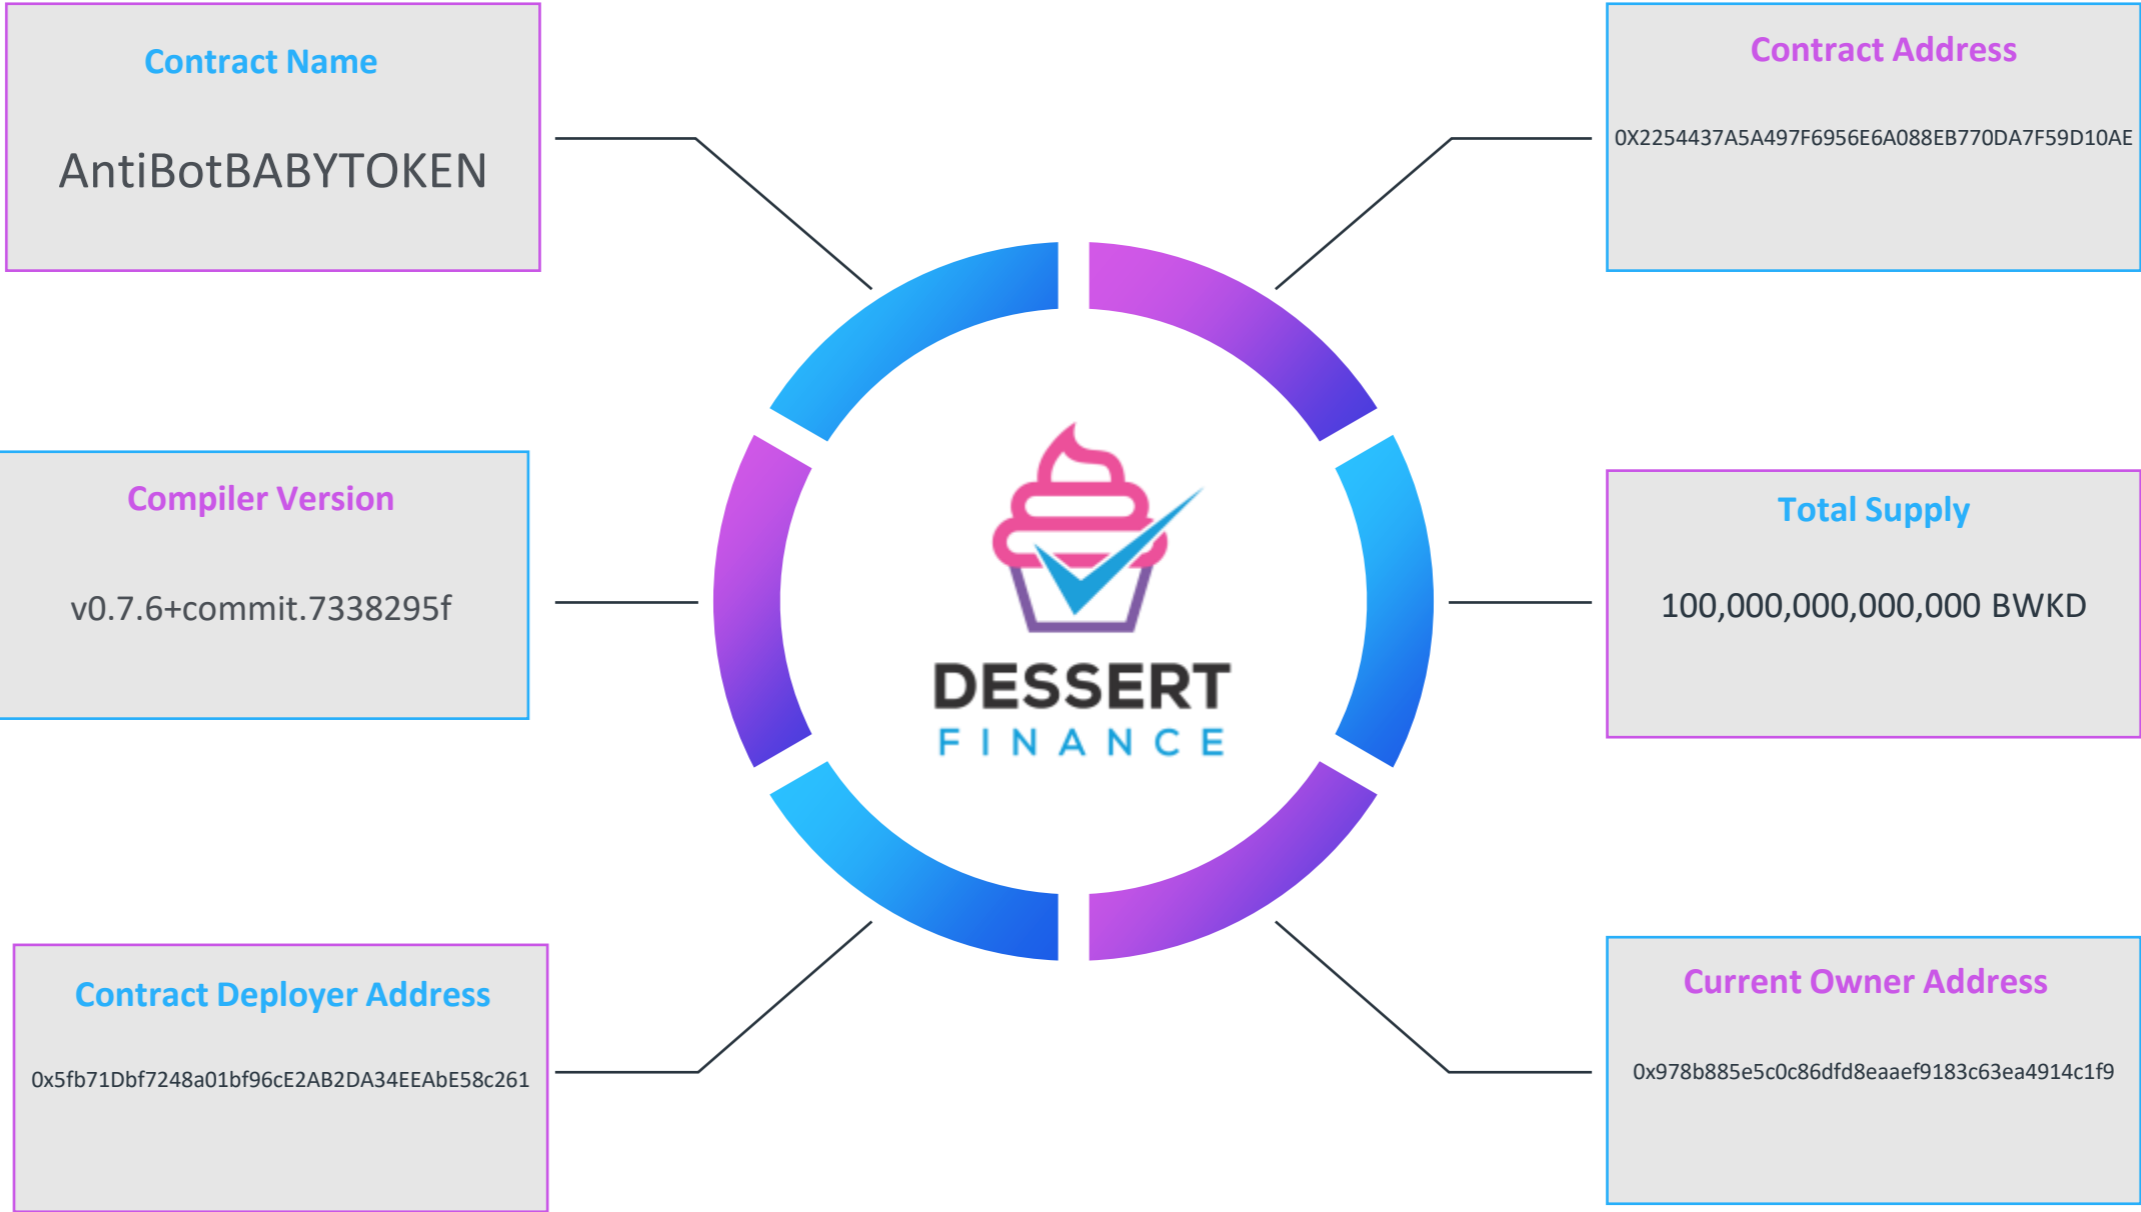 Contract Name
AntiBotBABYTOKEN
Contract Address
0X2254437A5A497F6956E6A088EB770DA7F59D10AE
Compiler Version
v0.7.6+commit.7338295f
DESSERT
FINANCE
Total Supply
100,000,000,000,000 BWKD
Contract Deployer Address
0x5fb71Dbf7248a01bf96cE2AB2DA34EEAbE58c261
Current Owner Address
0x978b885e5c0c86dfd8eaaef9183c63ea4914c1f9